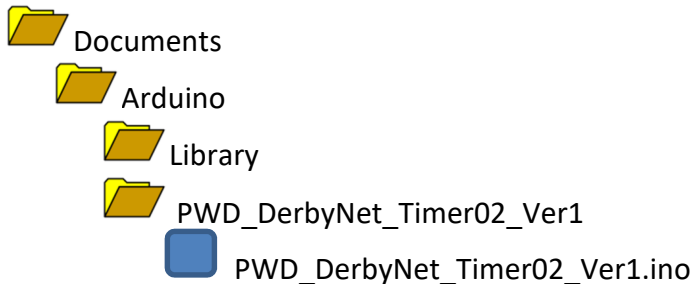 Documents
Arduino
Library
PWD_DerbyNet_Timer02_Ver1
PWD_DerbyNet_Timer02_Ver1.ino